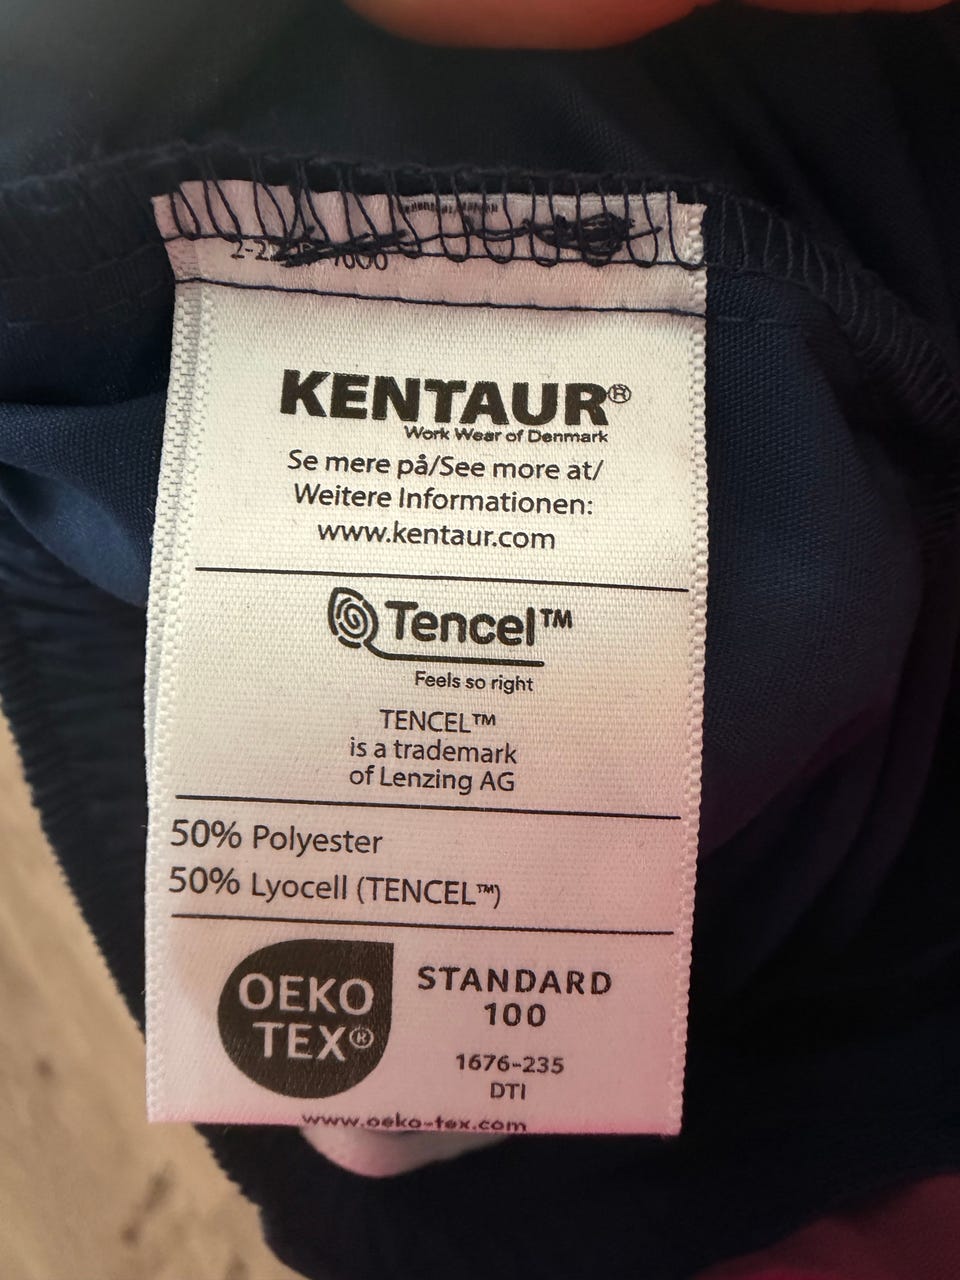 KENTAUR®
Work Wear of Denmark
Se mere på/See more at/
Weitere Informationen:
www.kentaur.com
Tencel™
Feels so right
TENCEL™
is a trademark
of Lenzing AG
50% Polyester
50% Lyocell (TENCEL™)
OEKO
TEX®
STANDARD
100
1676-235
DTI
www.oeko-tex.com